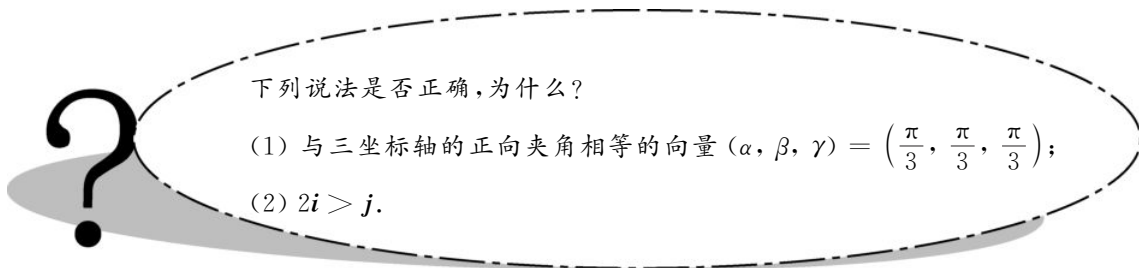 ?
下列说法是否正确,为什么?
(1) 与三坐标轴的正向夹角相等的向量 (α, β, γ) = (π/3, π/3, π/3);
(2) 2i > j.